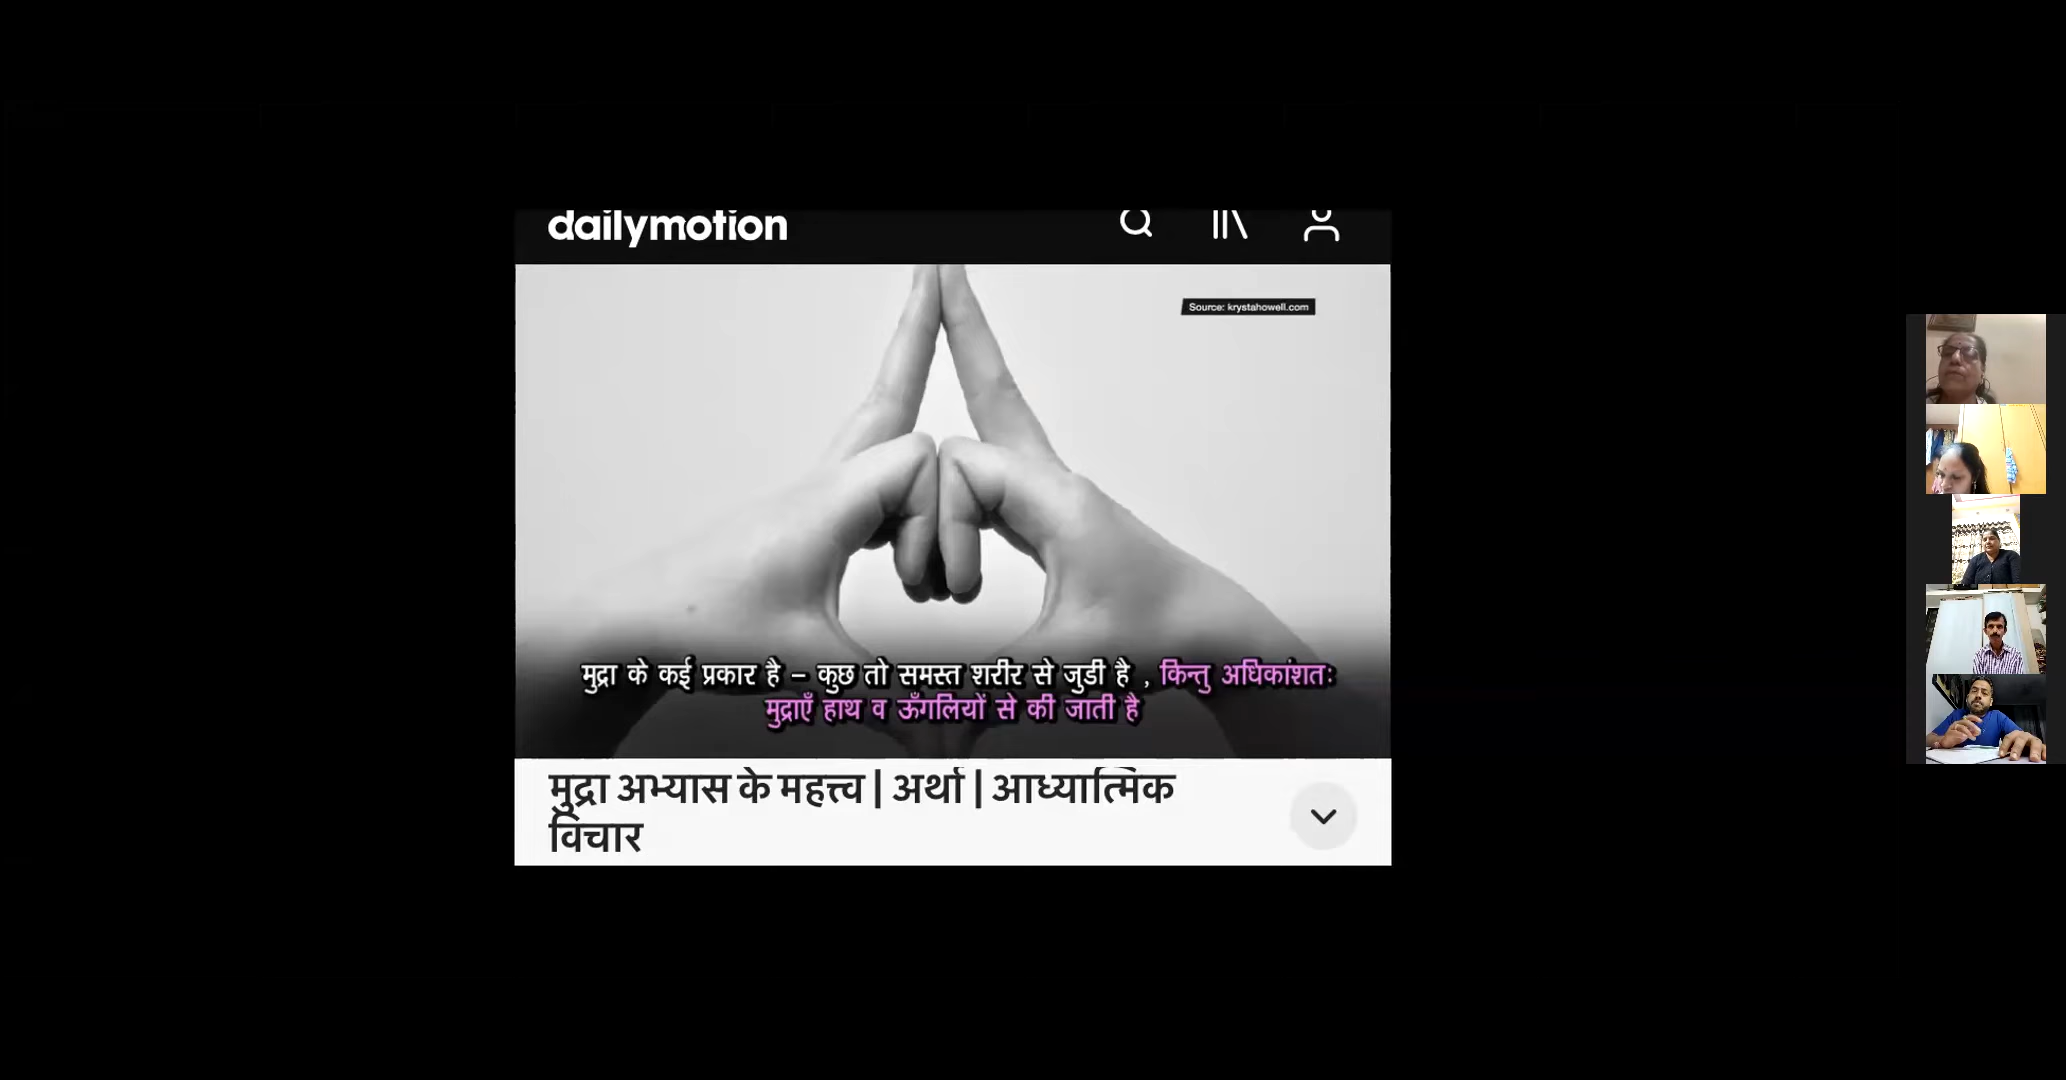 dailymotion
Source: krystahowell.com
मुद्रा के कई प्रकार है – कुछ तो समस्त शरीर से जुडी है , किन्तु अधिकांशतः
मुद्राएँ हाथ व ऊँगलियों से की जाती है
मुद्रा अभ्यास के महत्त्व | अर्था | आध्यात्मिक
विचार